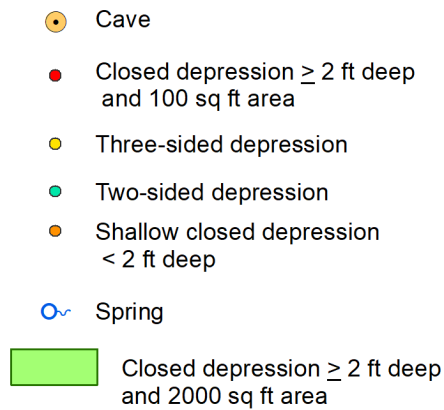 Cave
Closed depression ≥ 2 ft deep
and 100 sq ft area
Three-sided depression
Two-sided depression
Shallow closed depression
< 2 ft deep
Spring
Closed depression ≥ 2 ft deep
and 2000 sq ft area